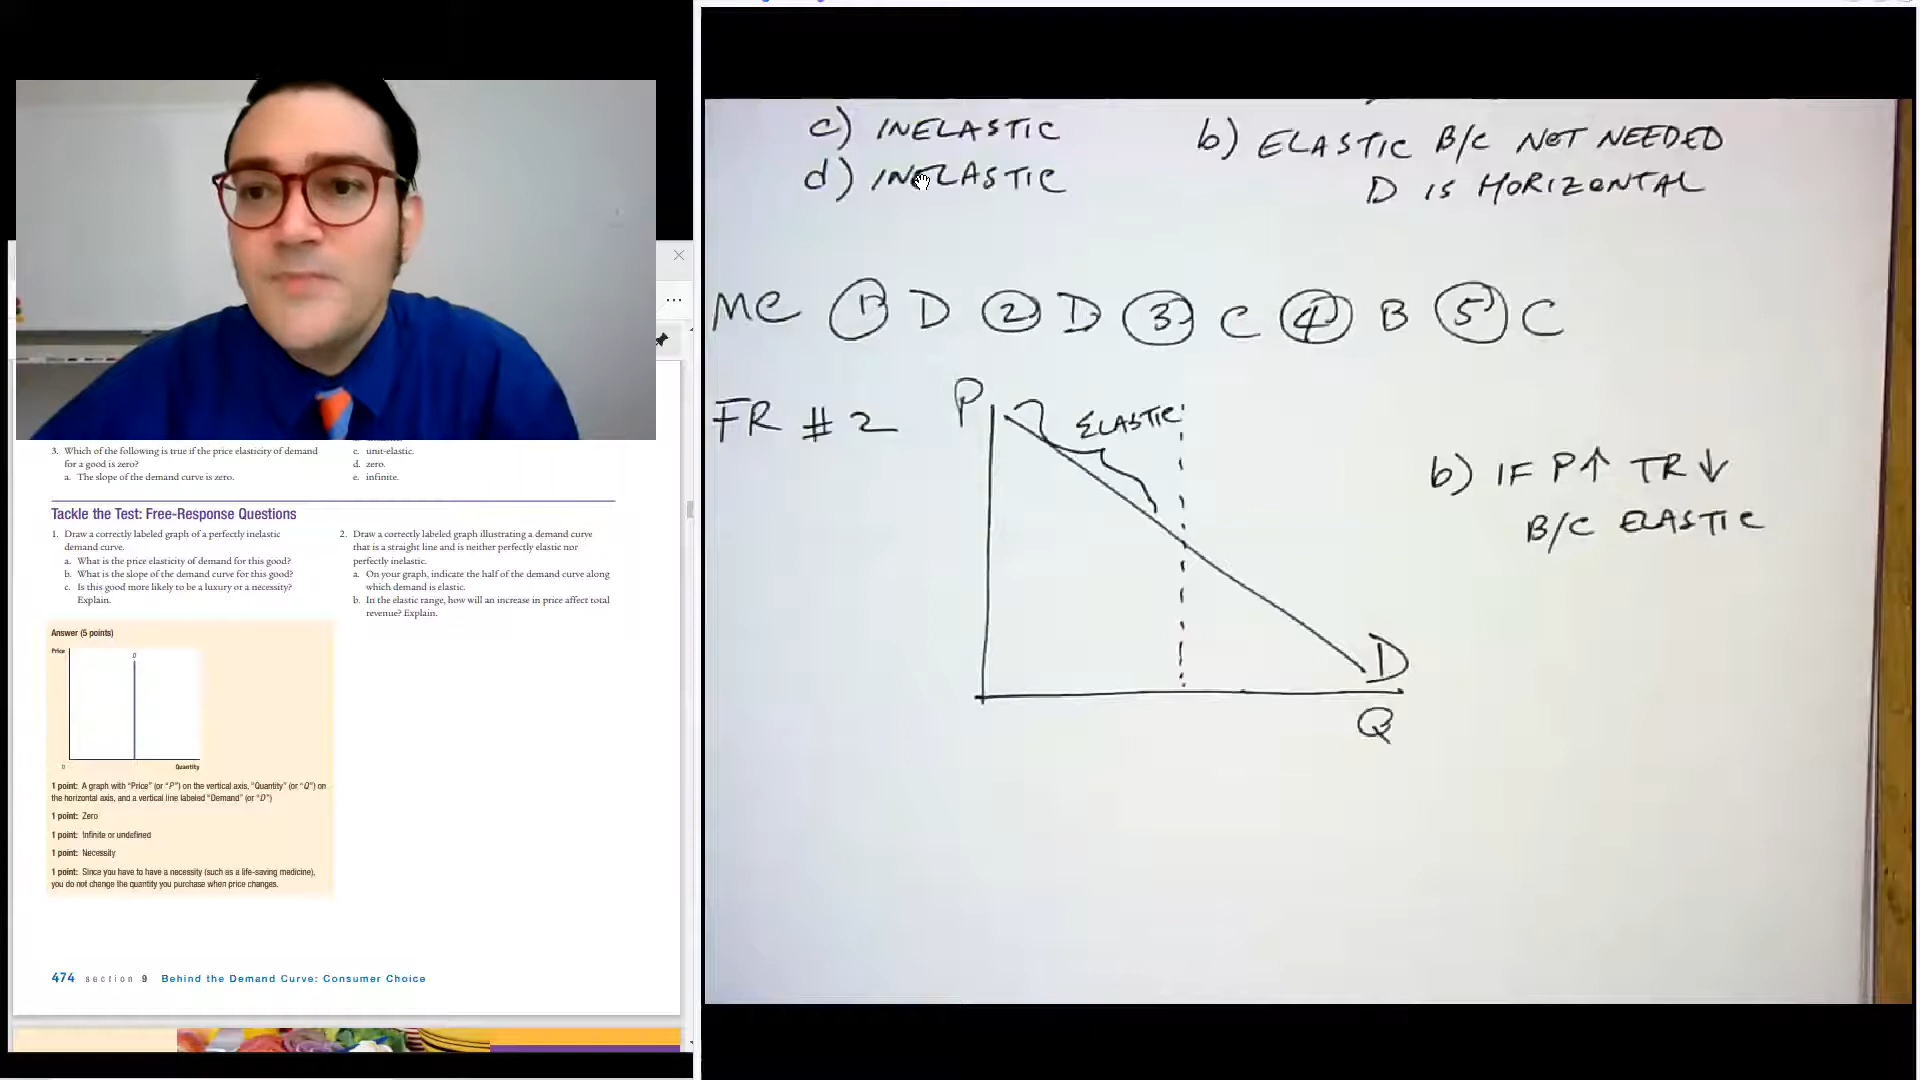 3. Which of the following is true if the price elasticity of demand
for a good is zero?
a. The slope of the demand curve is zero.
c. unit-elastic.
d. zero.
e. infinite.
Tackle the Test: Free-Response Questions
1. Draw a correctly labeled graph of a perfectly inelastic
demand curve.
a. What is the price elasticity of demand for this good?
b. What is the slope of the demand curve for this good?
c. Is this good more likely to be a luxury or a necessity?
Explain.
2. Draw a correctly labeled graph illustrating a demand curve
that is a straight line and is neither perfectly elastic nor
perfectly inelastic.
a. On your graph, indicate the half of the demand curve along
which demand is elastic.
b. In the elastic range, how will an increase in price affect total
revenue? Explain.
Answer (5 points)
Price
D
0
Quantity
1 point: A graph with "Price" (or "P") on the vertical axis, "Quantity" (or "Q") on
the horizontal axis, and a vertical line labeled "Demand" (or "D")
1 point: Zero
1 point: Infinite or undefined
1 point: Necessity
1 point: Since you have to have a necessity (such as a life-saving medicine),
you do not change the quantity you purchase when price changes.
474 section 9 Behind the Demand Curve: Consumer Choice
c) INELASTIC
d) INELASTIC
b) ELASTIC B/C NOT NEEDED
D IS HORIZONTAL
MC 1 D 2 D 3 C 4 B 5 C
FR # 2
P
ELASTIC
D
Q
b) IF P↑ TR↓
B/C ELASTIC